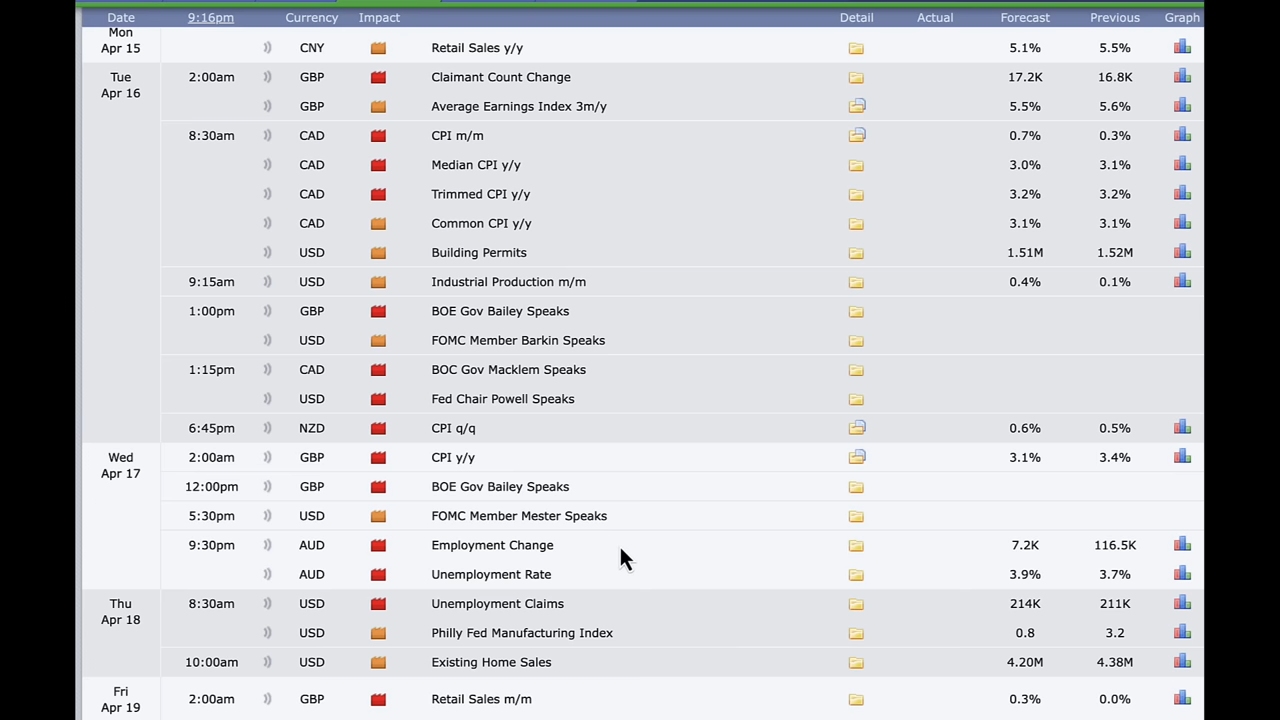 Date 9:16pm Currency Impact Detail Actual Forecast Previous Graph
Mon
Apr 15 CNY Retail Sales y/y 5.1% 5.5%
Tue
Apr 16 2:00am GBP Claimant Count Change 17.2K 16.8K
GBP Average Earnings Index 3m/y 5.5% 5.6%
8:30am CAD CPI m/m 0.7% 0.3%
CAD Median CPI y/y 3.0% 3.1%
CAD Trimmed CPI y/y 3.2% 3.2%
CAD Common CPI y/y 3.1% 3.1%
USD Building Permits 1.51M 1.52M
9:15am USD Industrial Production m/m 0.4% 0.1%
1:00pm GBP BOE Gov Bailey Speaks
USD FOMC Member Barkin Speaks
1:15pm CAD BOC Gov Macklem Speaks
USD Fed Chair Powell Speaks
6:45pm NZD CPI q/q 0.6% 0.5%
Wed
Apr 17 2:00am GBP CPI y/y 3.1% 3.4%
12:00pm GBP BOE Gov Bailey Speaks
5:30pm USD FOMC Member Mester Speaks
9:30pm AUD Employment Change 7.2K 116.5K
AUD Unemployment Rate 3.9% 3.7%
Thu
Apr 18 8:30am USD Unemployment Claims 214K 211K
USD Philly Fed Manufacturing Index 0.8 3.2
10:00am USD Existing Home Sales 4.20M 4.38M
Fri
Apr 19 2:00am GBP Retail Sales m/m 0.3% 0.0%